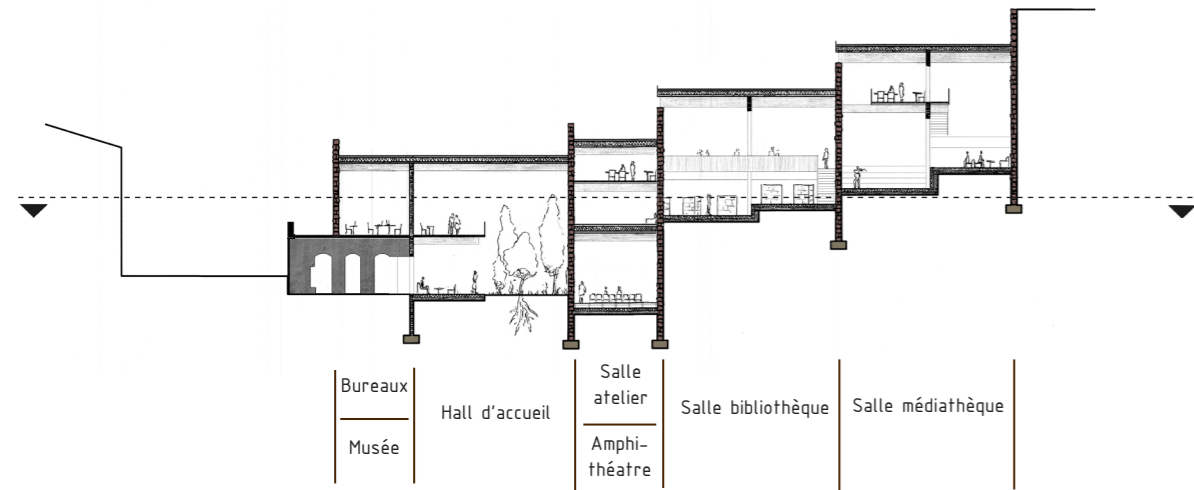 Bureaux
Musée
Hall d'accueil
Salle
atelier
Amphi-
théatre
Salle bibliothèque
Salle médiathèque